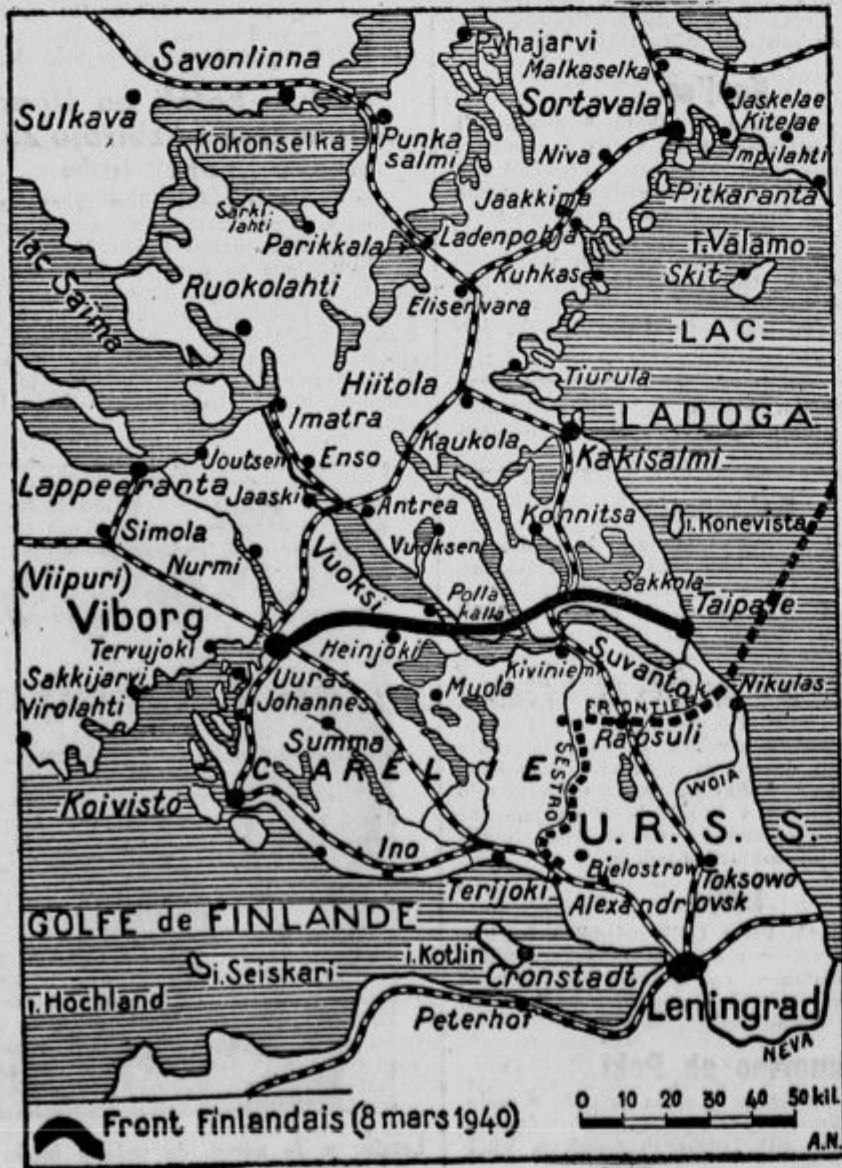 Savonlinna
Pyhajarvi
Malkaselka
Sulkava
Sortavala
Jaskelae
Kitelae
Kokonselka
Punka
salmi
Niva
Impilahti
Jaakkima
Pitkaranta
Sarki-
lahti
Parikkala
Ladenpohja
i.Valamo
lac Saïma
Ruokolahti
Kuhkas
Skit
Elisenvara
LAC
Hiitola
Tiurula
Imatra
LADOGA
Kaukola
Joutsen
Enso
Kakisalmi
Lappeeranta
Jaaski
Antrea
Konnitsa
i.Konevista
Simola
Vuoksi
Vuoksen
Nurmi
(Viipuri)
Polla
kalla
Sakkola
Viborg
Taipale
Tervujoki
Heinjoki
Kiviniemi
Suvanto
Sakkijarvi
Uuras
Muola
Nikulas
Virolahti
Johannes
FRONTIERE
Summa
Rajosuli
CARELIE
SESTRO
WOIA
Koivisto
U.R.S.S.
Ino
Bielostrow
Toksowo
Terijoki
Alexandrovsk
GOLFE de FINLANDE
i.Kotlin
i.Seiskari
Cronstadt
i.Hochland
Leningrad
Peterhof
NEVA
Front Finlandais (8 mars 1940)
0 10 20 30 40 50 kil.
A.N.